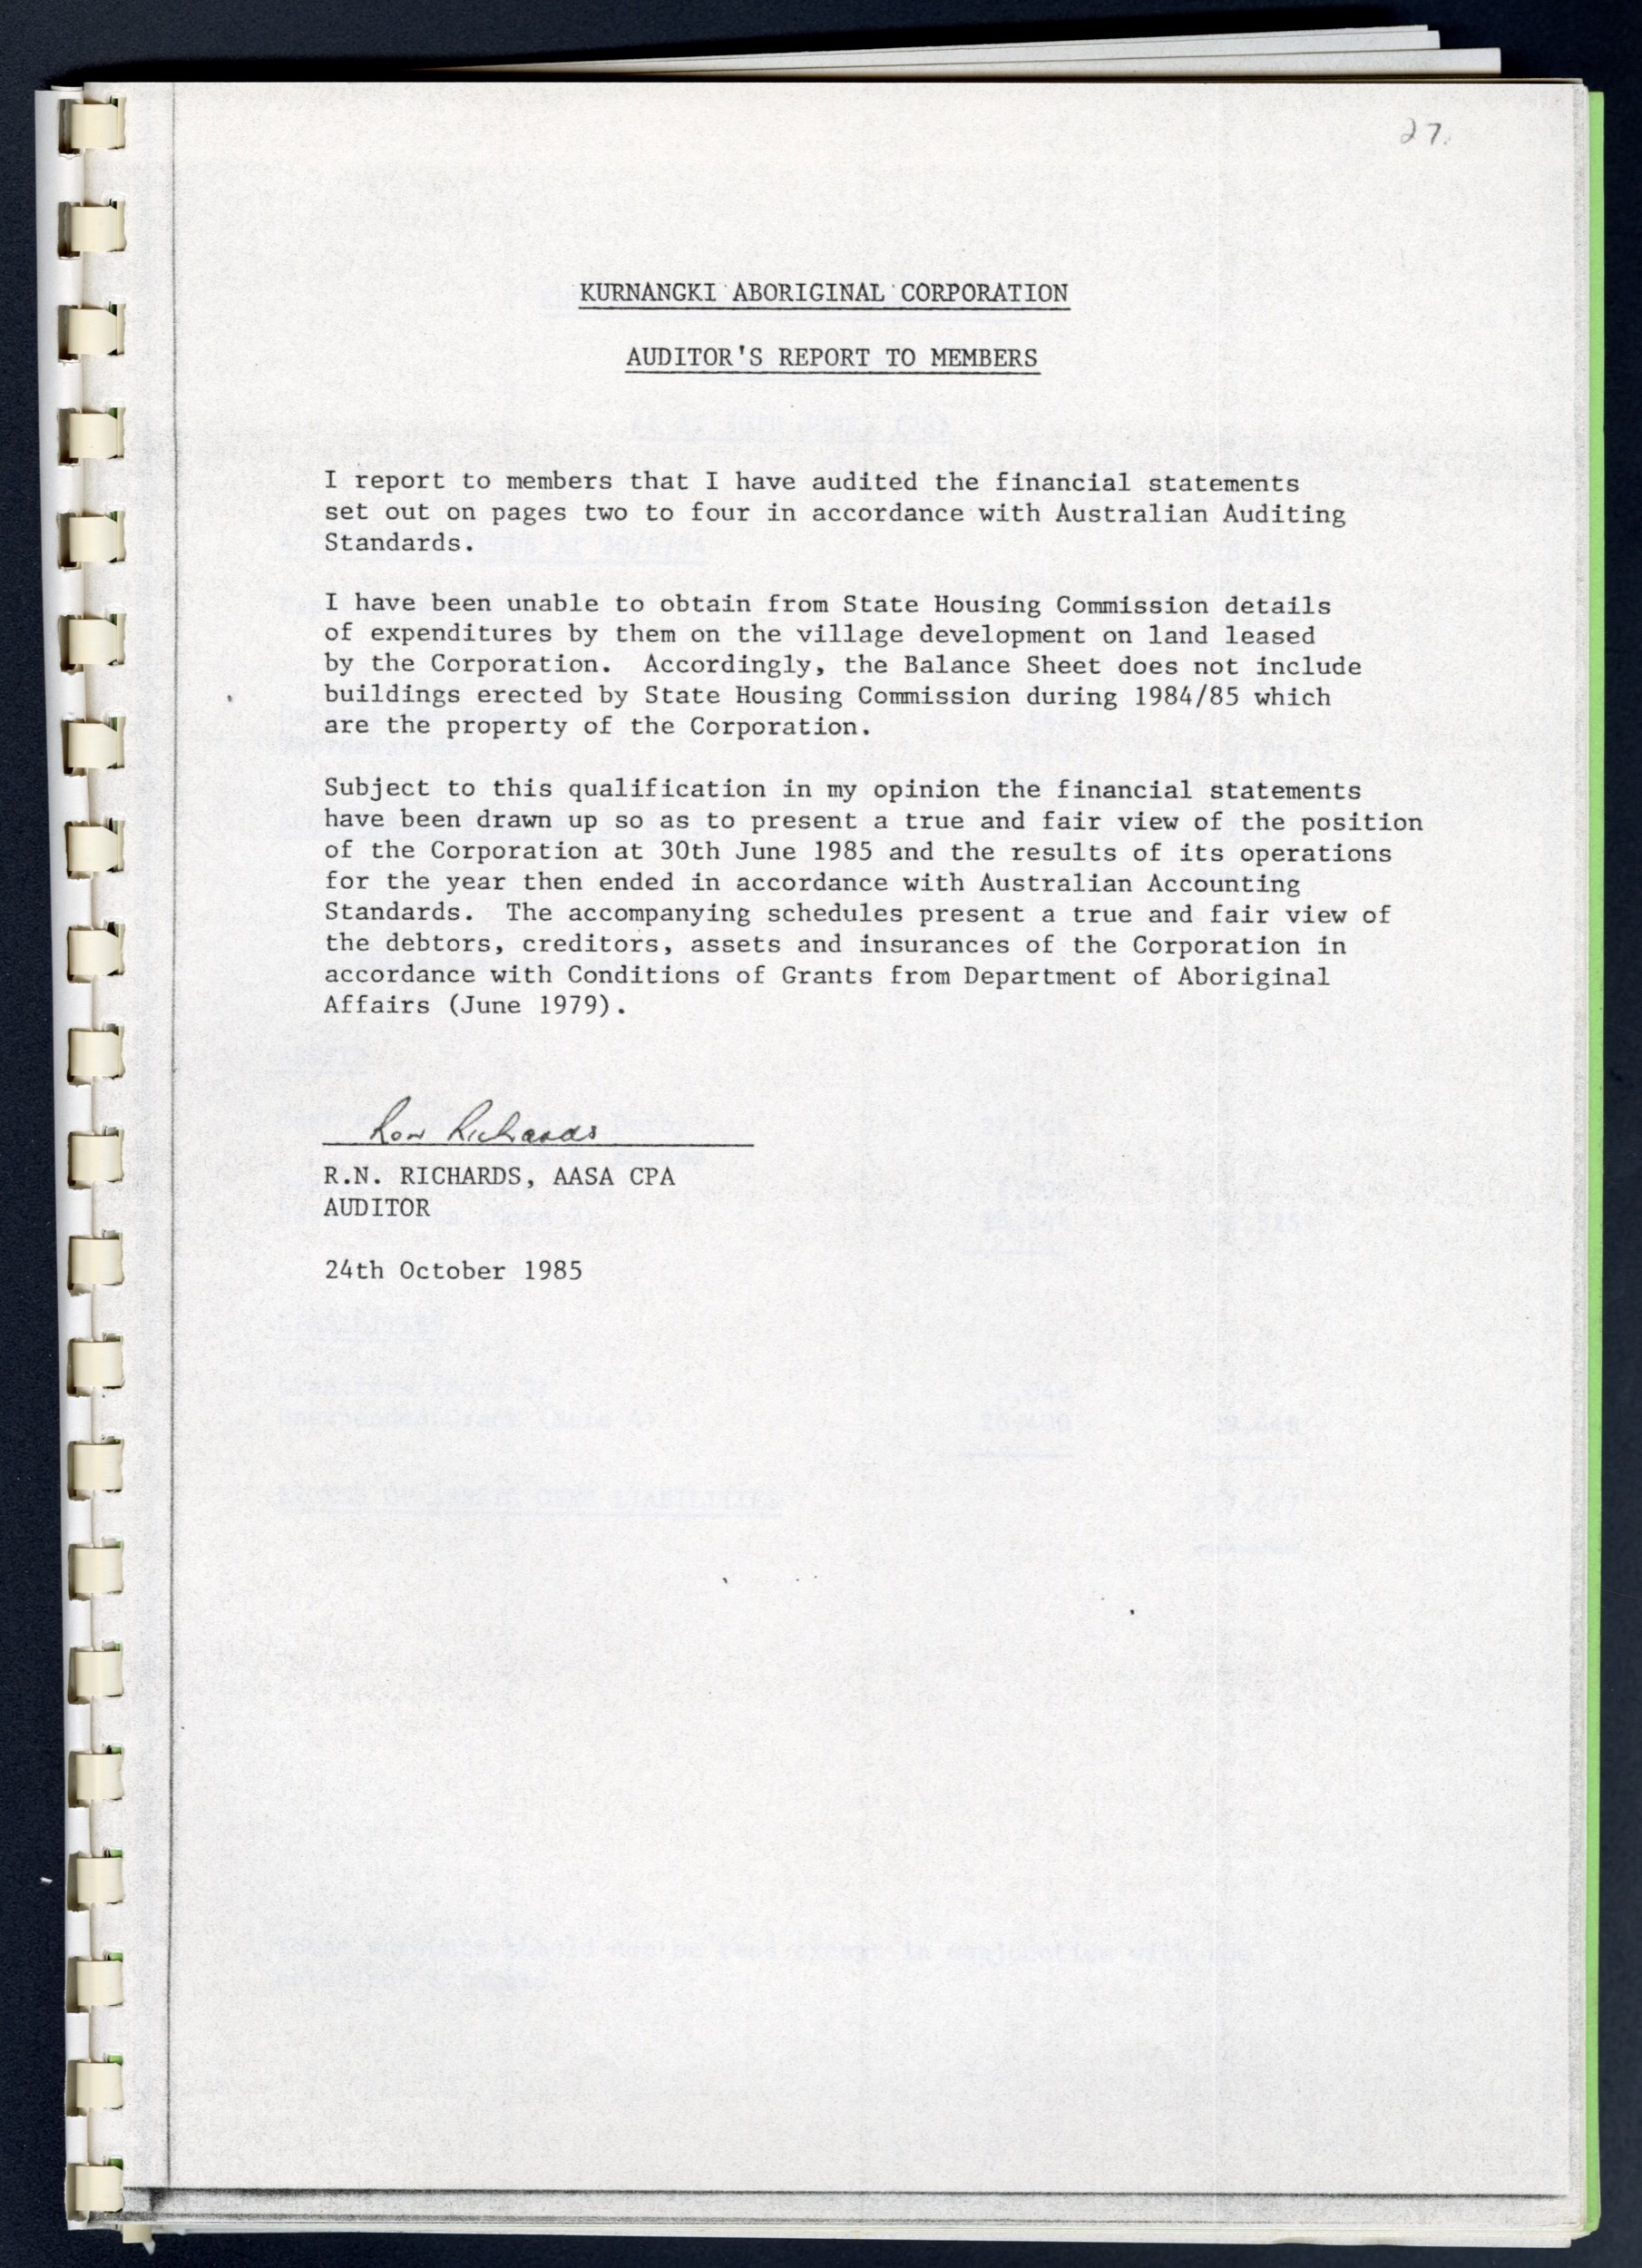 27.
KURNANGKI ABORIGINAL CORPORATION
AUDITOR'S REPORT TO MEMBERS
I report to members that I have audited the financial statements
set out on pages two to four in accordance with Australian Auditing
Standards.
I have been unable to obtain from State Housing Commission details
of expenditures by them on the village development on land leased
by the Corporation.  Accordingly, the Balance Sheet does not include
buildings erected by State Housing Commission during 1984/85 which
are the property of the Corporation.
Subject to this qualification in my opinion the financial statements
have been drawn up so as to present a true and fair view of the position
of the Corporation at 30th June 1985 and the results of its operations
for the year then ended in accordance with Australian Accounting
Standards.  The accompanying schedules present a true and fair view of
the debtors, creditors, assets and insurances of the Corporation in
accordance with Conditions of Grants from Department of Aboriginal
Affairs (June 1979).
Ron Richards
R.N. RICHARDS, AASA CPA
AUDITOR
24th October 1985